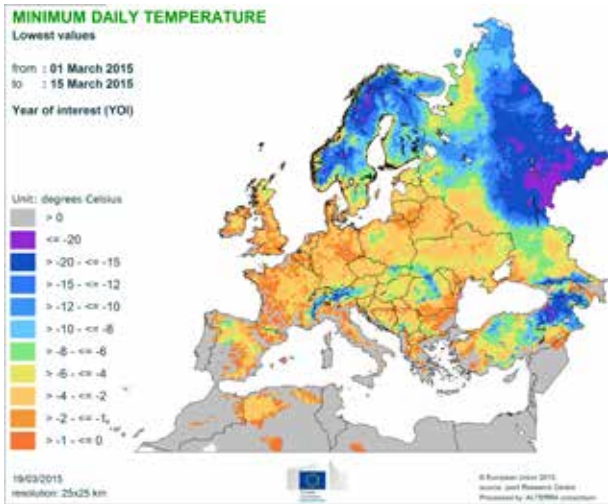 MINIMUM DAILY TEMPERATURE
Lowest values
from : 01 March 2015
to : 15 March 2015
Year of interest (YOI)
Unit: degrees Celsius
> 0
<= -20
> -20 - <= -15
> -15 - <= -12
> -12 - <= -10
> -10 - <= -8
> -8 - <= -6
> -6 - <= -4
> -4 - <= -2
> -2 - <= -1
> -1 - <= 0
19/03/2015
resolution: 25x25 km
© European Union 2015
source: Joint Research Centre
Processed by: ALTERRA consortium